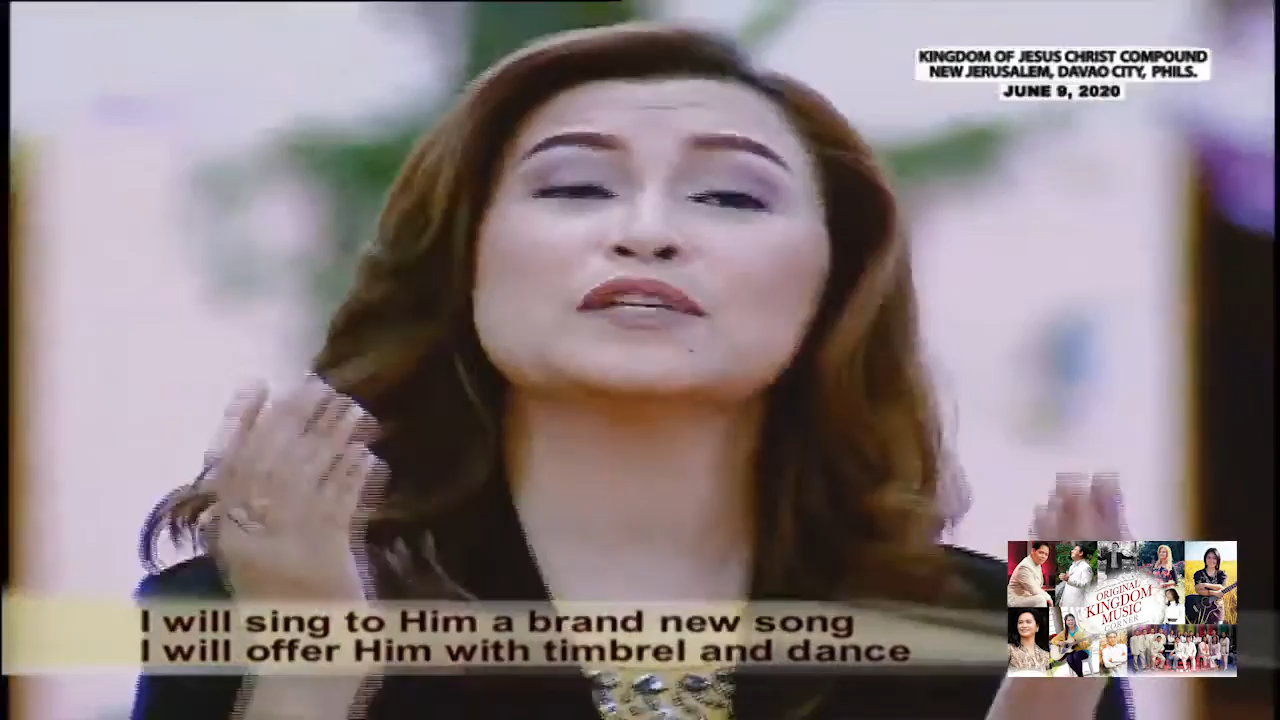 KINGDOM OF JESUS CHRIST COMPOUND
NEW JERUSALEM, DAVAO CITY, PHILS.
JUNE 9, 2020
I will sing to Him a brand new song
I will offer Him with timbrel and dance
ORIGINAL
KINGDOM
MUSIC
CORNER